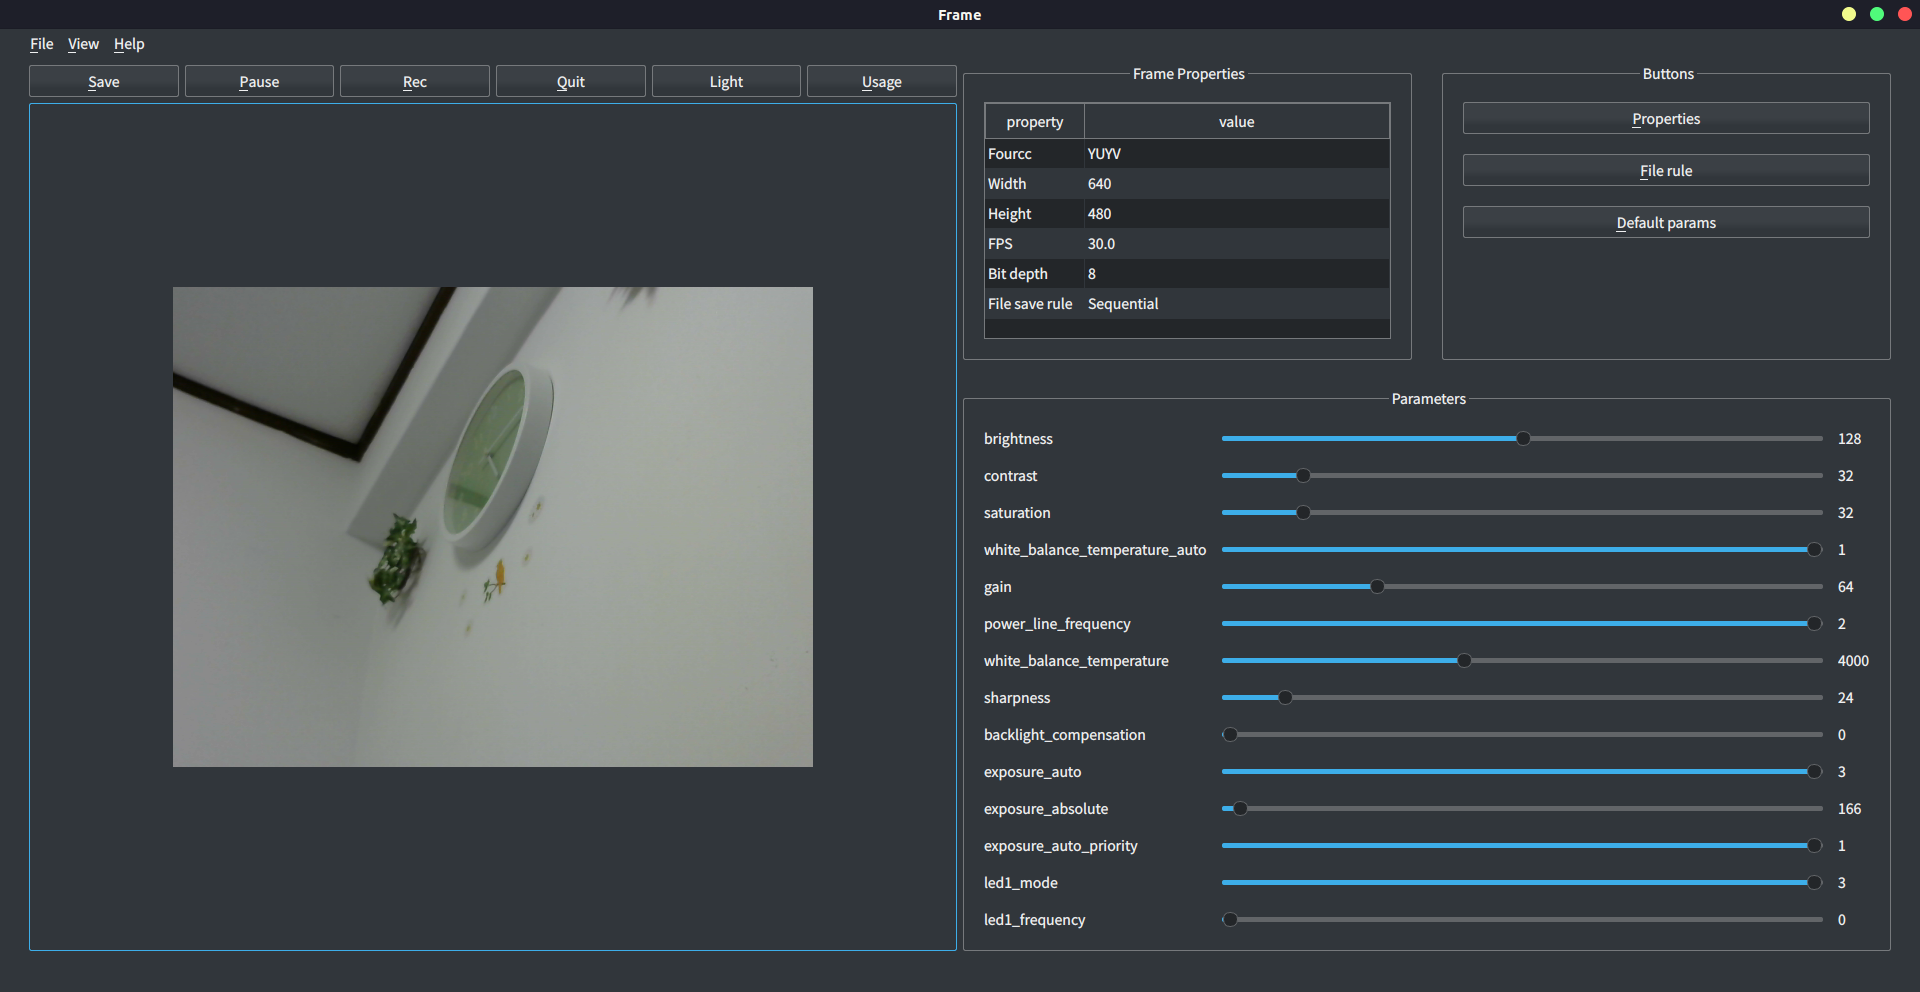 Frame
File View Help
Save Pause Rec Quit Light Usage
Frame Properties
property value
Fourcc YUYV
Width 640
Height 480
FPS 30.0
Bit depth 8
File save rule Sequential
Buttons
Properties
File rule
Default params
Parameters
brightness 128
contrast 32
saturation 32
white_balance_temperature_auto 1
gain 64
power_line_frequency 2
white_balance_temperature 4000
sharpness 24
backlight_compensation 0
exposure_auto 3
exposure_absolute 166
exposure_auto_priority 1
led1_mode 3
led1_frequency 0